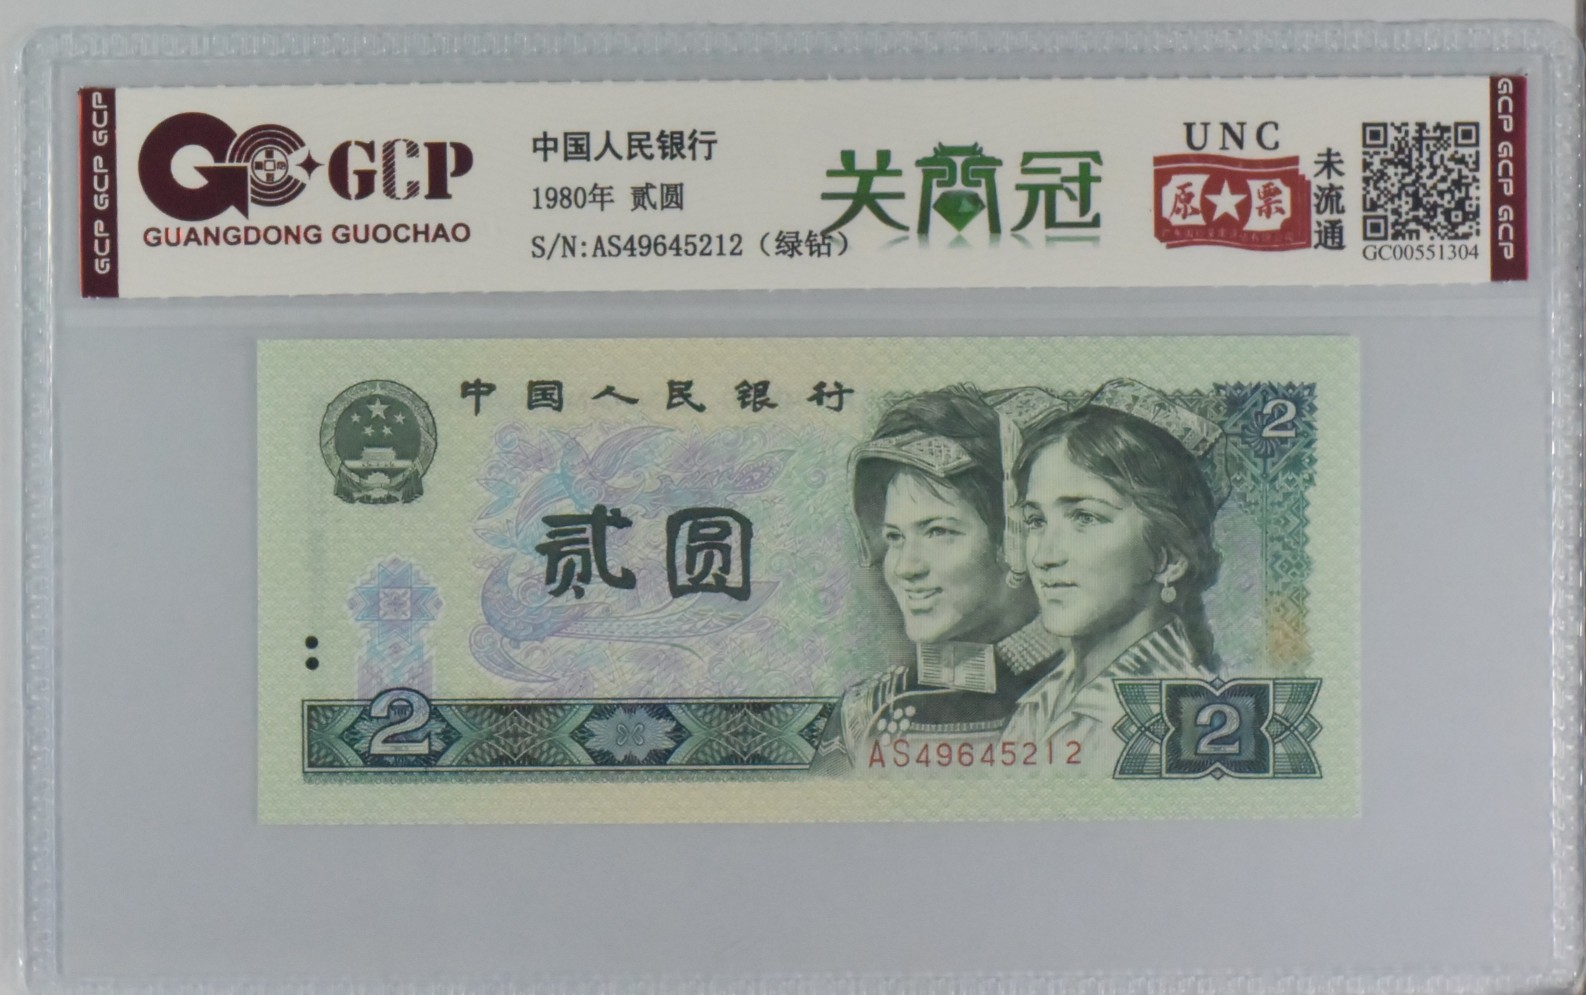 GCP GCP GCP
GCP
GUANGDONG GUOCHAO
中国人民银行
1980年 贰圆
S/N:AS49645212（绿钻）
关
冠
UNC
原★票
未流通
GC00551304
GCP GCP GCP
中国人民银行
2
贰圆
2
AS49645212
2